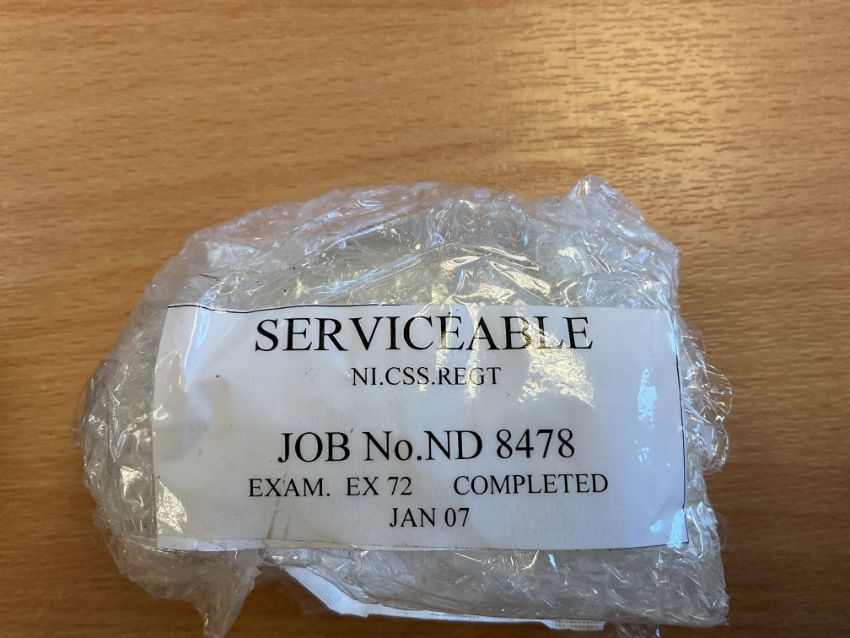 SERVICEABLE
NI.CSS.REGT
JOB No.ND 8478
EXAM. EX 72 COMPLETED
JAN 07